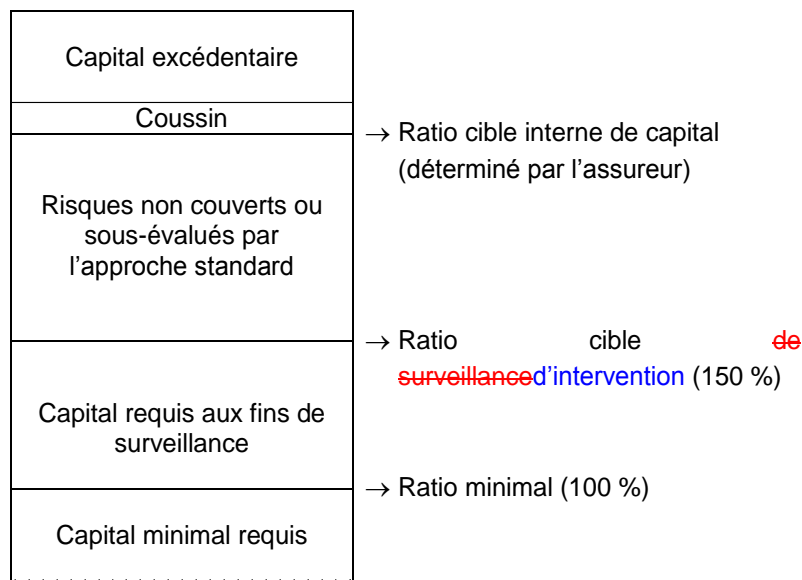 Capital excédentaire
Coussin
→ Ratio cible interne de capital
(déterminé par l'assureur)
Risques non couverts ou
sous-évalués par
l'approche standard
→ Ratio cible de
surveillanced'intervention (150 %)
Capital requis aux fins de
surveillance
→ Ratio minimal (100 %)
Capital minimal requis